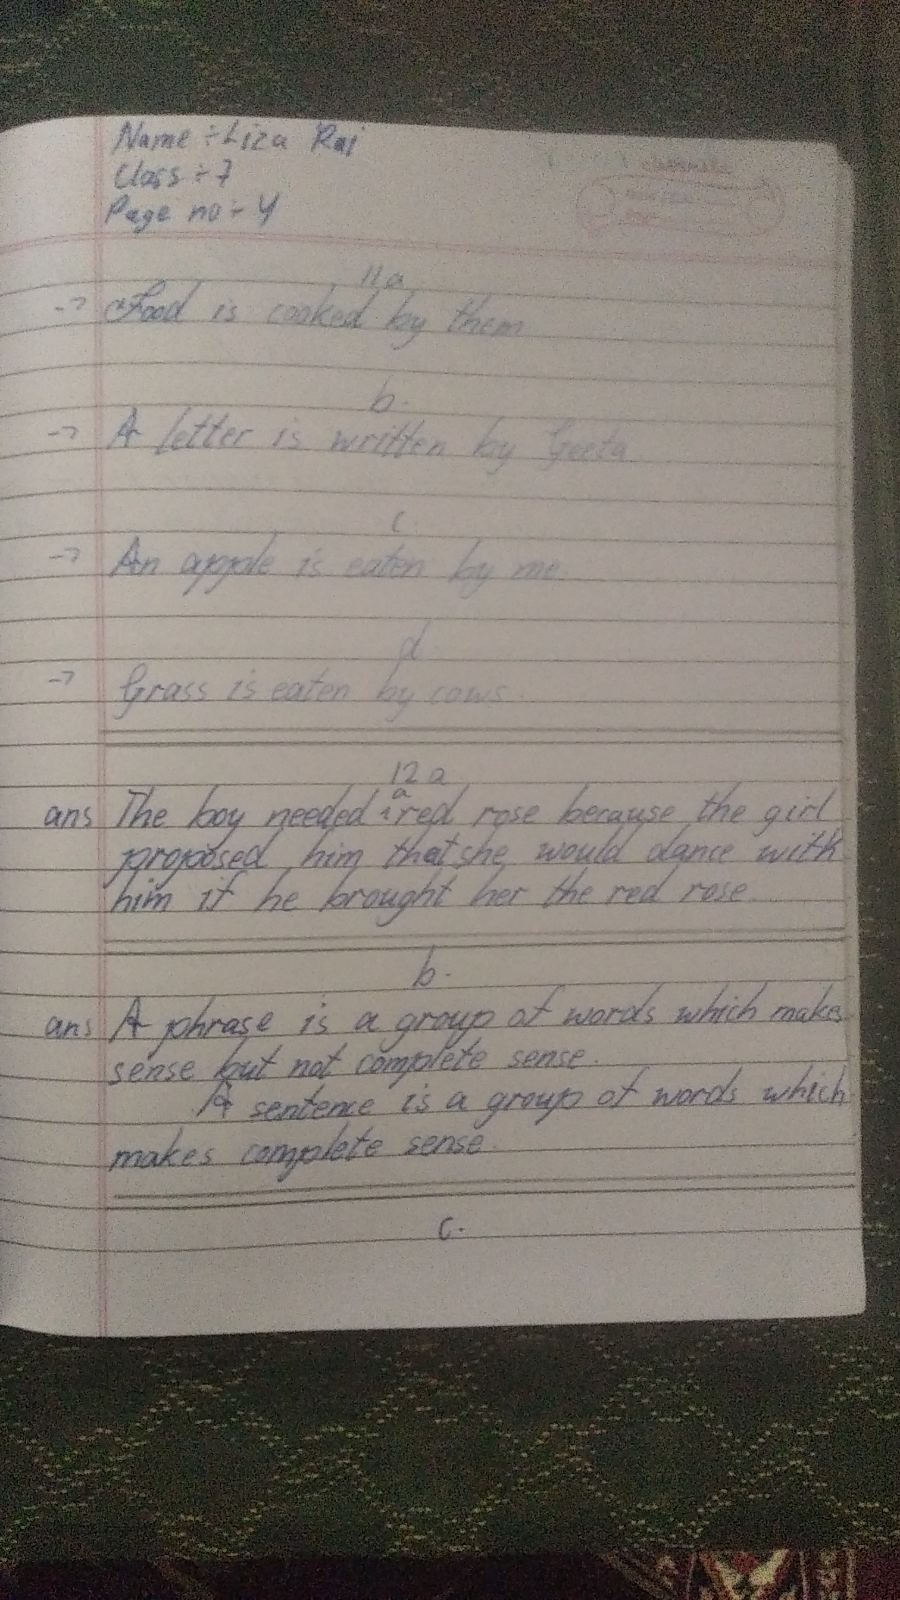 Name ÷ Liza Rai
Class ÷ 7
Page no ÷ 4
11 a
→ Food is cooked by them
b.
→ A letter is written by Geeta
c.
→ An apple is eaten by me.
d.
→ Grass is eaten by cows.
12 a
a
ans The boy needed red rose because the girl
proposed him that she would dance with
him if he brought her the red rose.
b.
ans A phrase is a group of words which makes
sense but not complete sense.
A sentence is a group of words which
makes complete sense.
c.